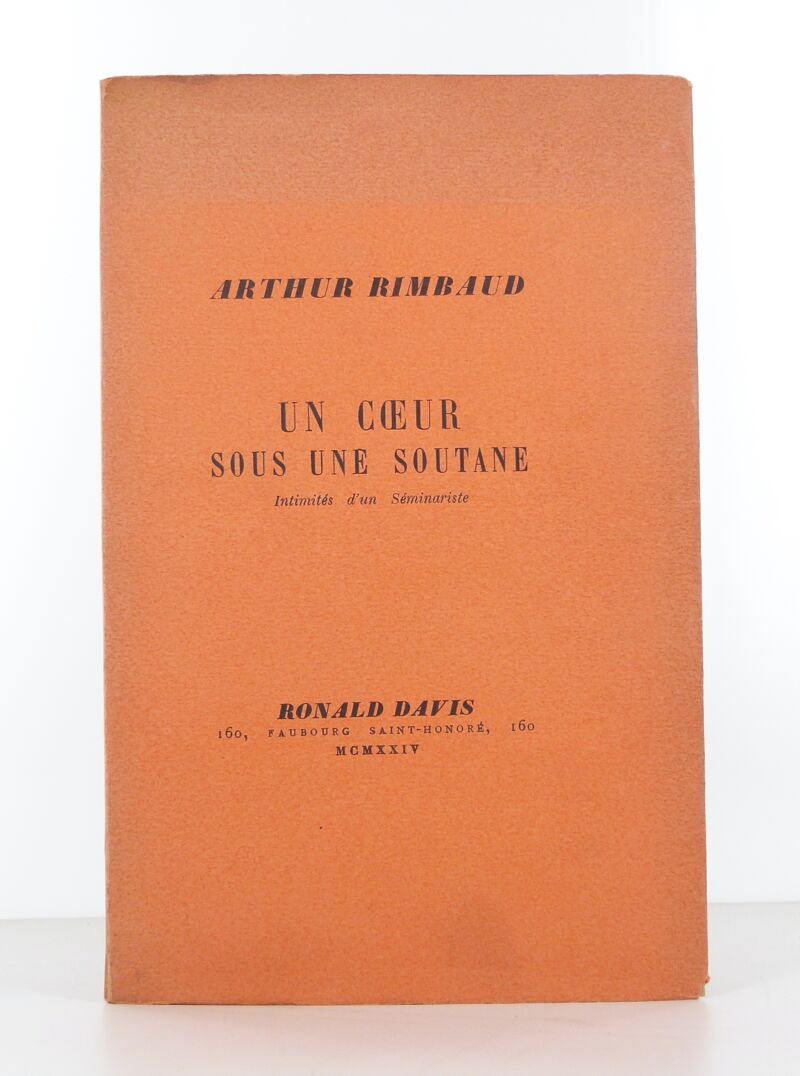 ARTHUR RIMBAUD
UN CŒUR
SOUS UNE SOUTANE
Intimités d'un Séminariste
RONALD DAVIS
160, FAUBOURG SAINT-HONORÉ, 160
MCMXXIV